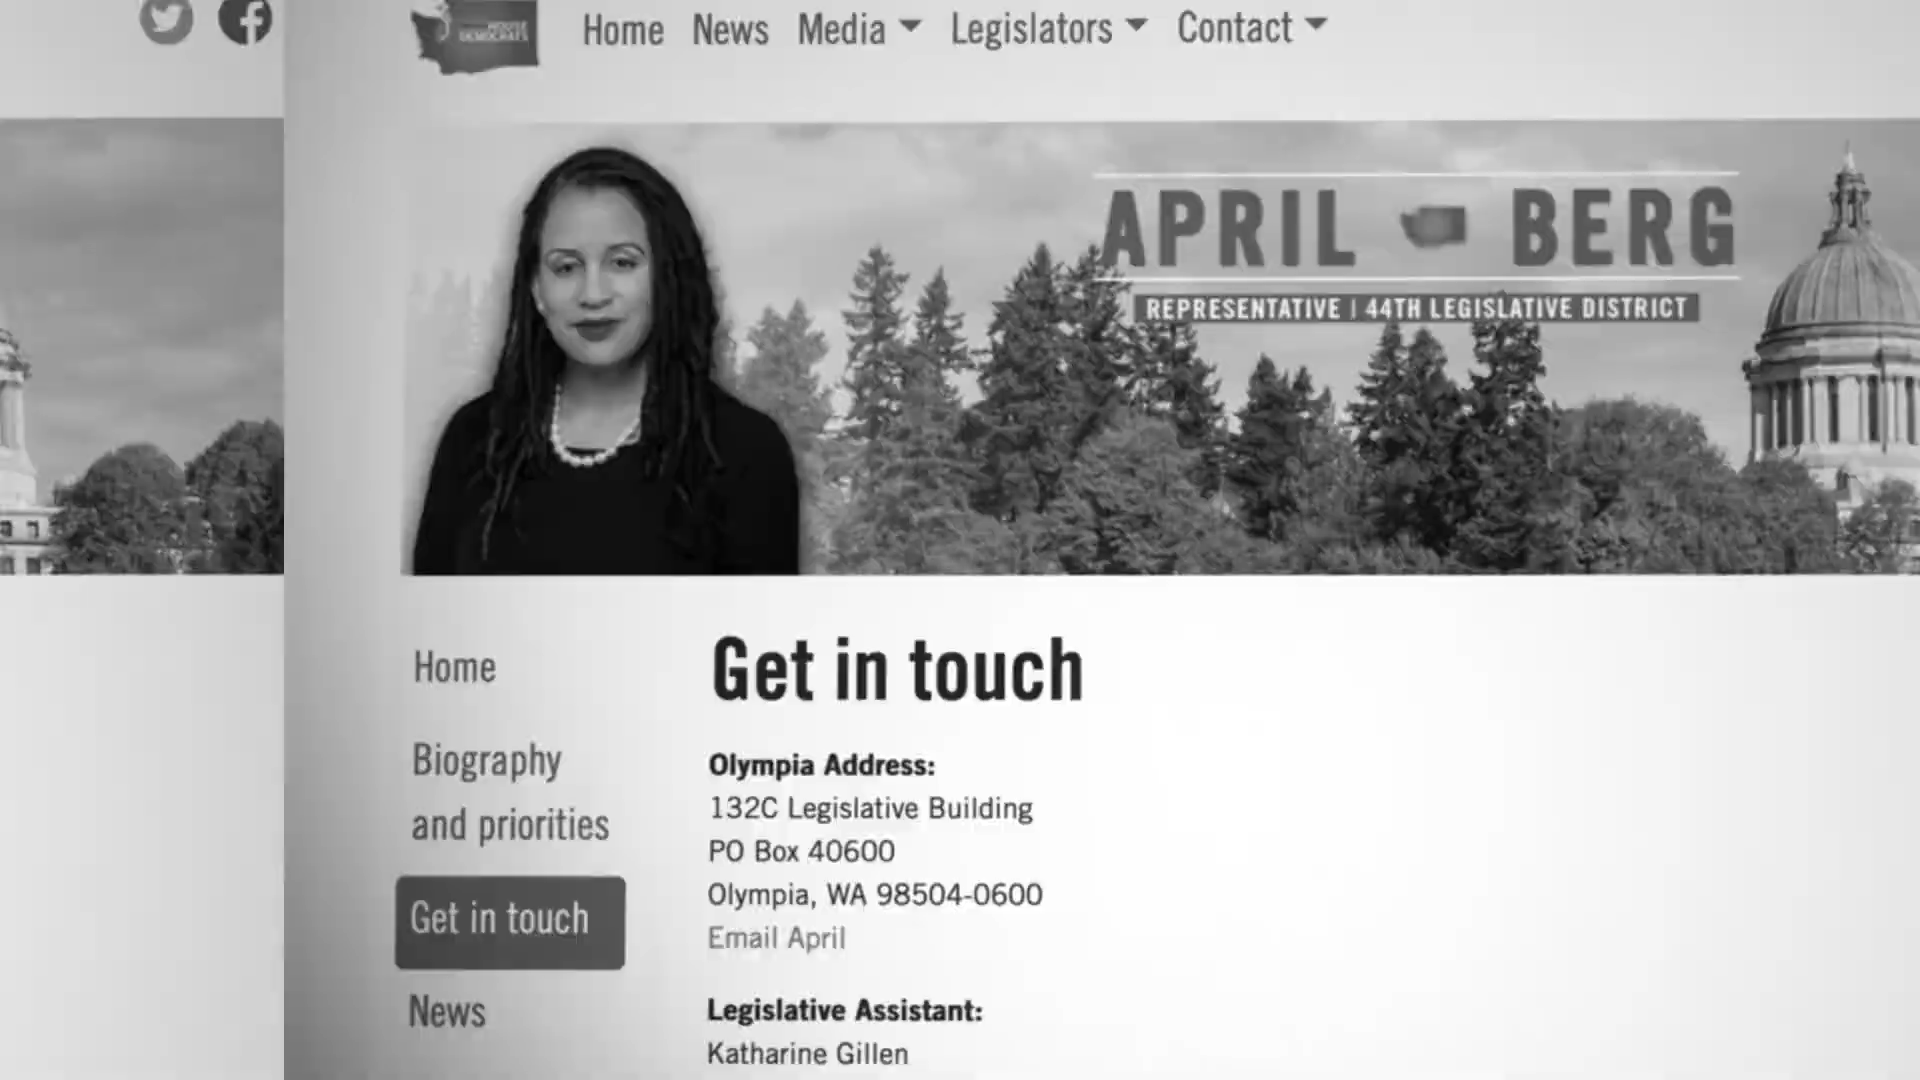 HOUSE
DEMOCRATS
Home News Media Legislators Contact
APRIL BERG
REPRESENTATIVE | 44TH LEGISLATIVE DISTRICT
Home
Biography
and priorities
Get in touch
News
Get in touch
Olympia Address:
132C Legislative Building
PO Box 40600
Olympia, WA 98504-0600
Email April
Legislative Assistant:
Katharine Gillen